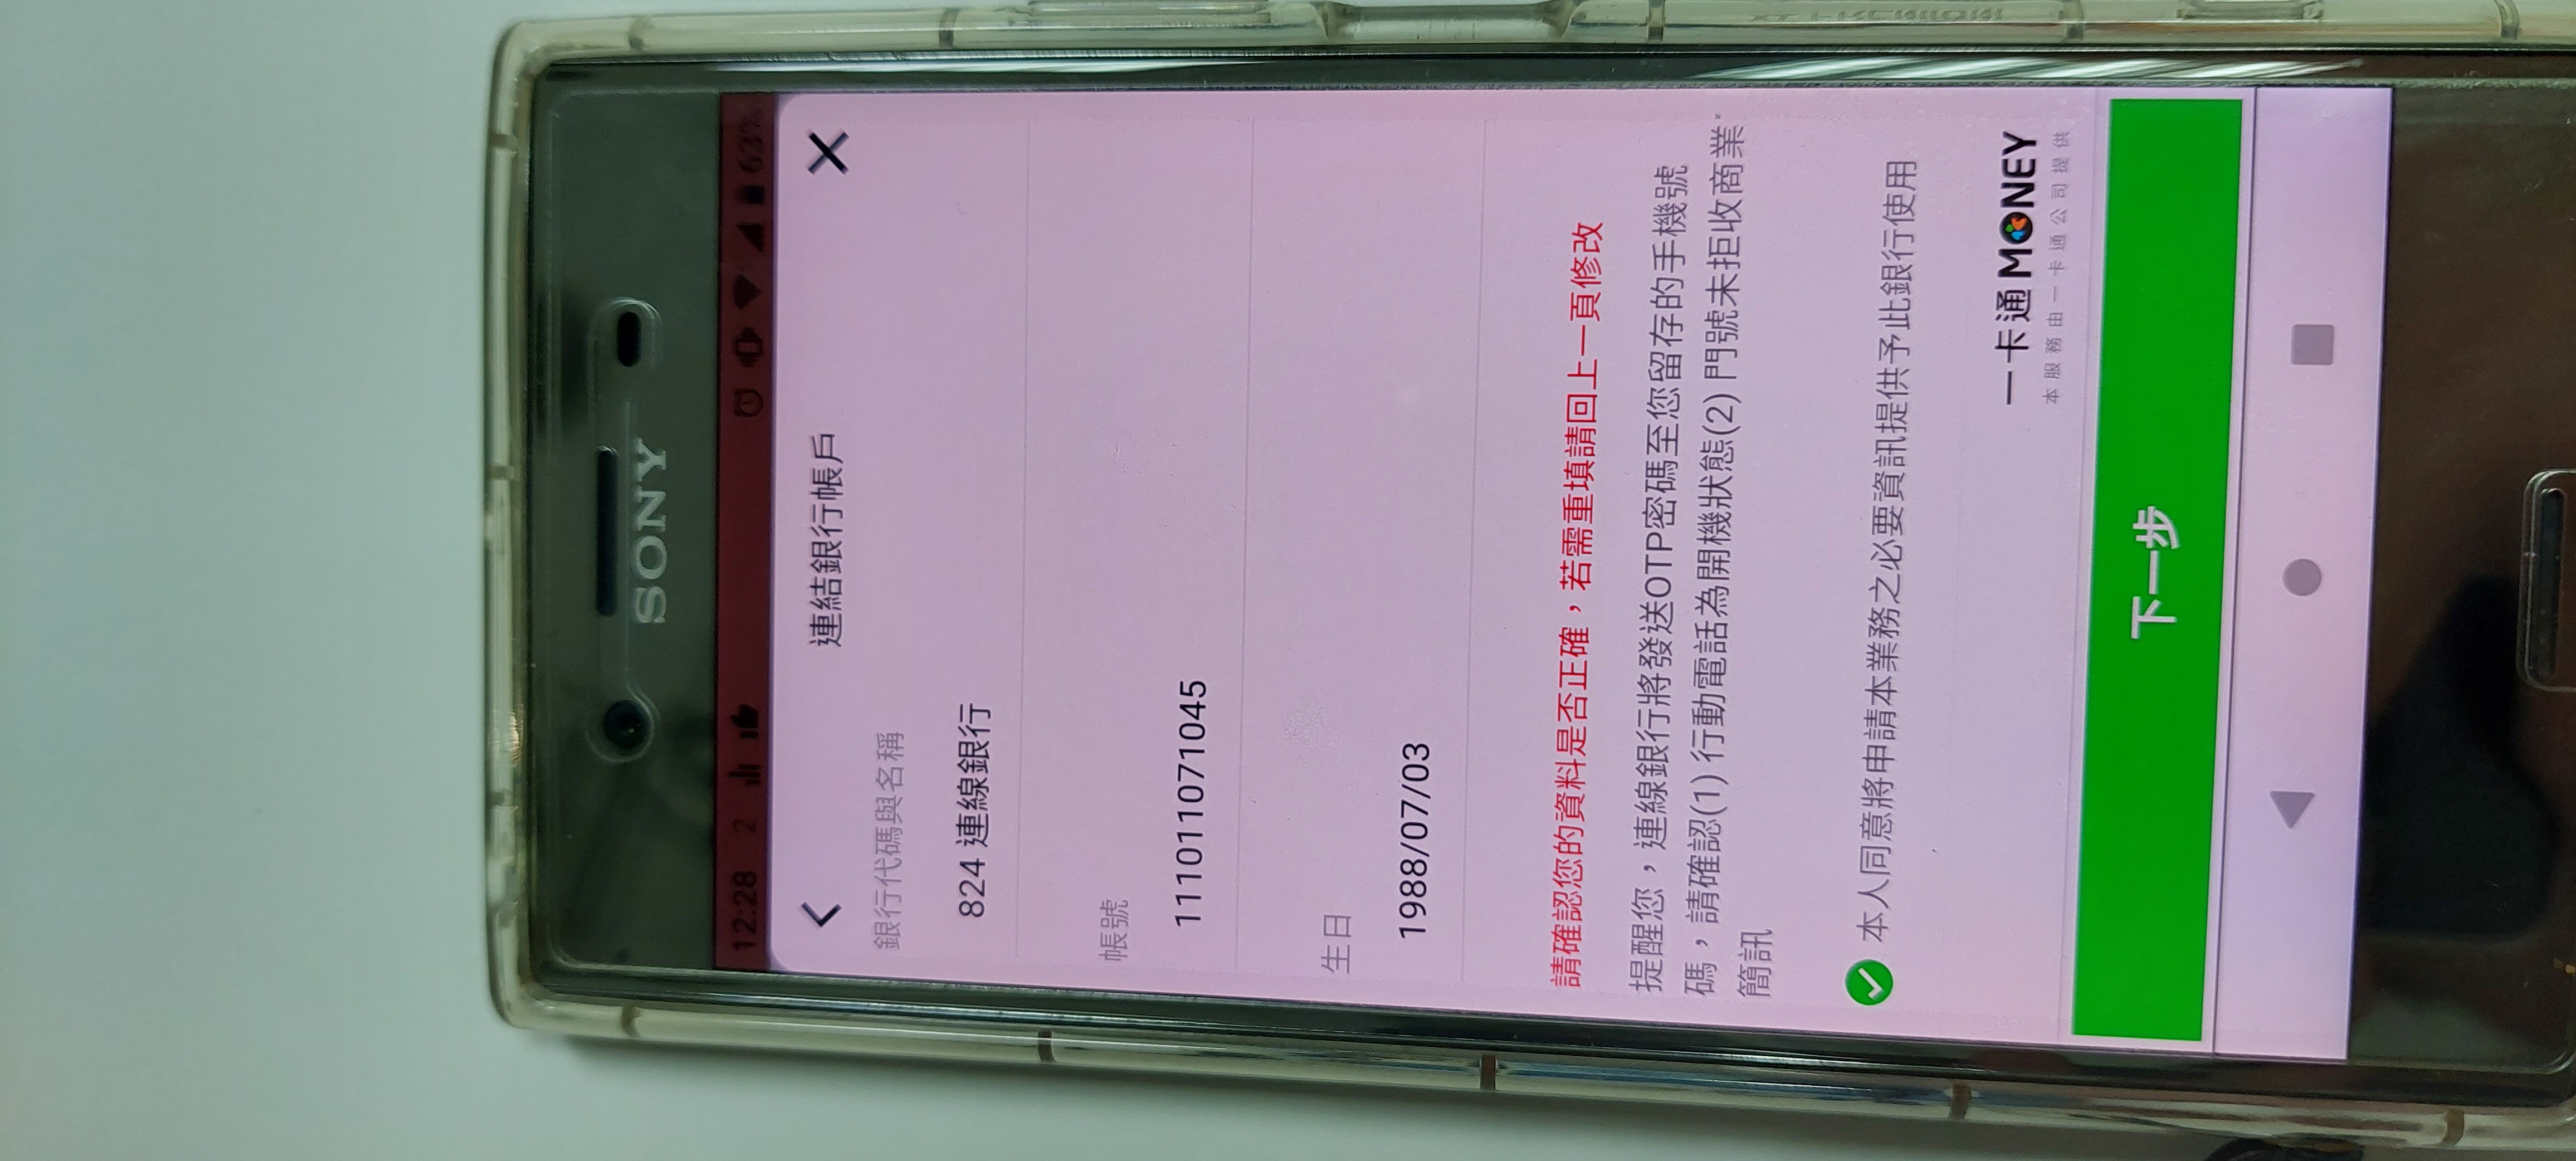 SONY
12:28 2 63%
連結銀行帳戶
銀行代碼與名稱
824 連線銀行
帳號
111011071045
生日
1988/07/03
請確認您的資料是否正確，若需重填請回上一頁修改
提醒您，連線銀行將發送OTP密碼至您留存的手機號
碼，請確認(1) 行動電話為開機狀態(2) 門號未拒收商業
簡訊
本人同意將申請本業務之必要資訊提供予此銀行使用
一卡通 MONEY
本服務由一卡通公司提供
下一步